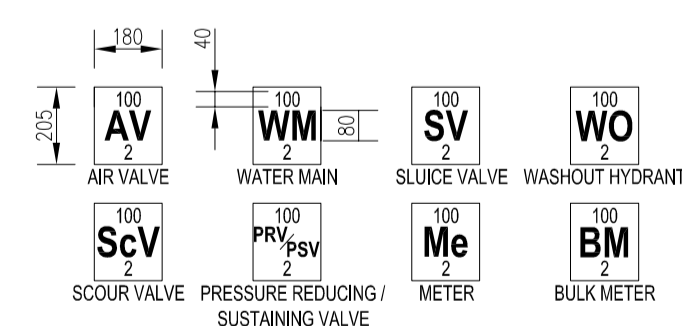 180
40
205
80
100
AV
2
AIR VALVE
100
WM
2
WATER MAIN
100
SV
2
SLUICE VALVE
100
WO
2
WASHOUT HYDRANT
100
ScV
2
SCOUR VALVE
100
PRV/
PSV
2
PRESSURE REDUCING /
SUSTAINING VALVE
100
Me
2
METER
100
BM
2
BULK METER